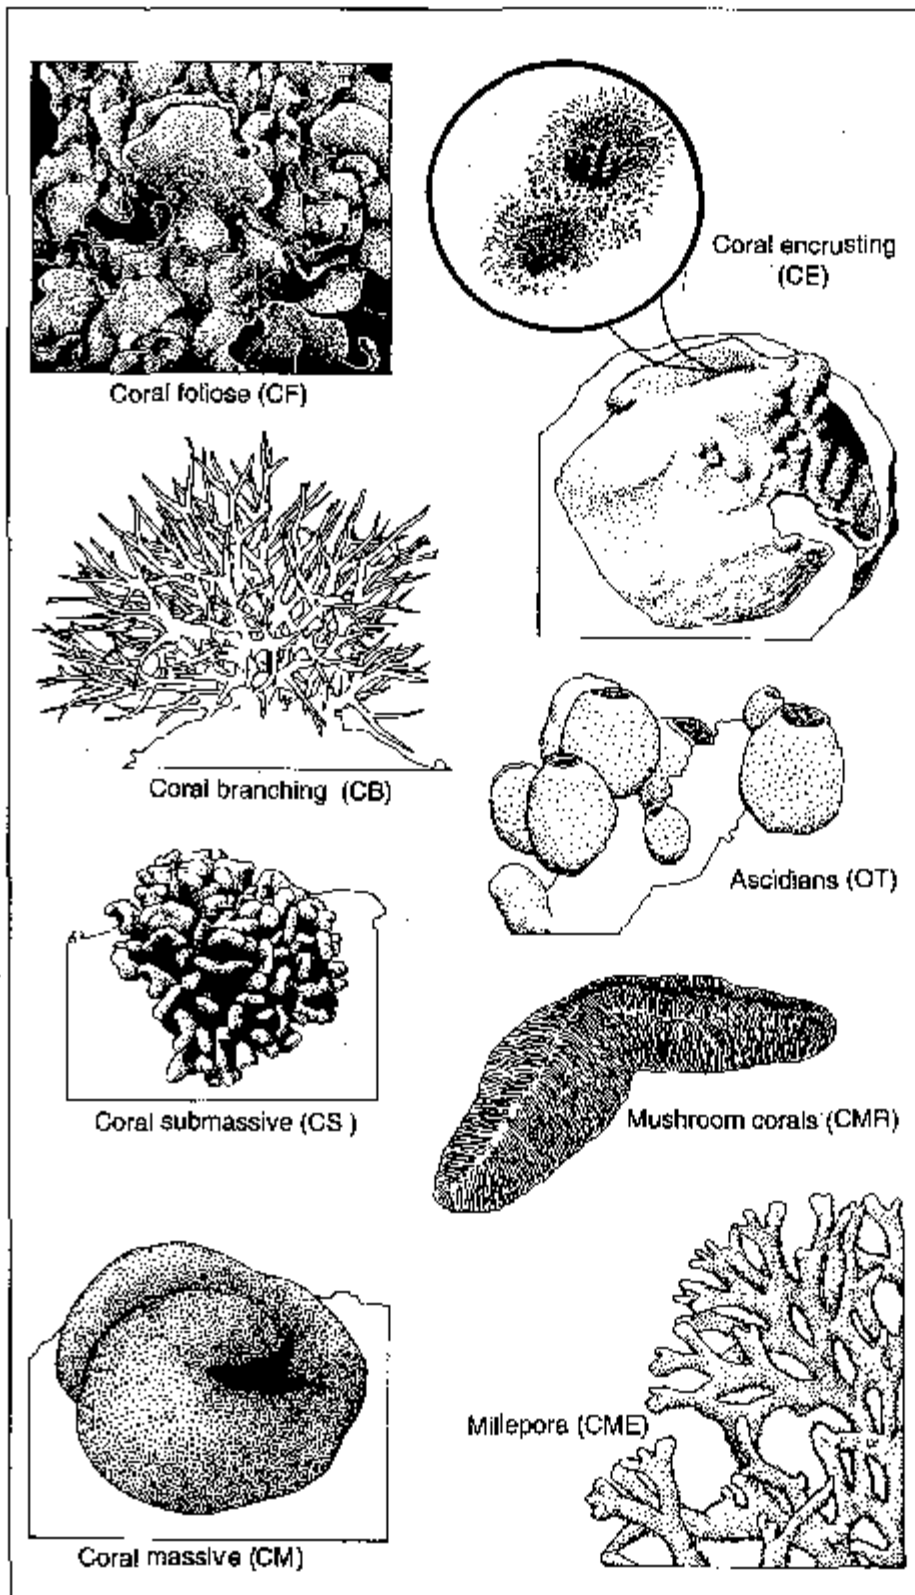 Coral foliose (CF)
Coral encrusting
(CE)
Coral branching (CB)
Ascidians (OT)
Coral submassive (CS )
Mushroom corals (CMR)
Millepora (CME)
Coral massive (CM)